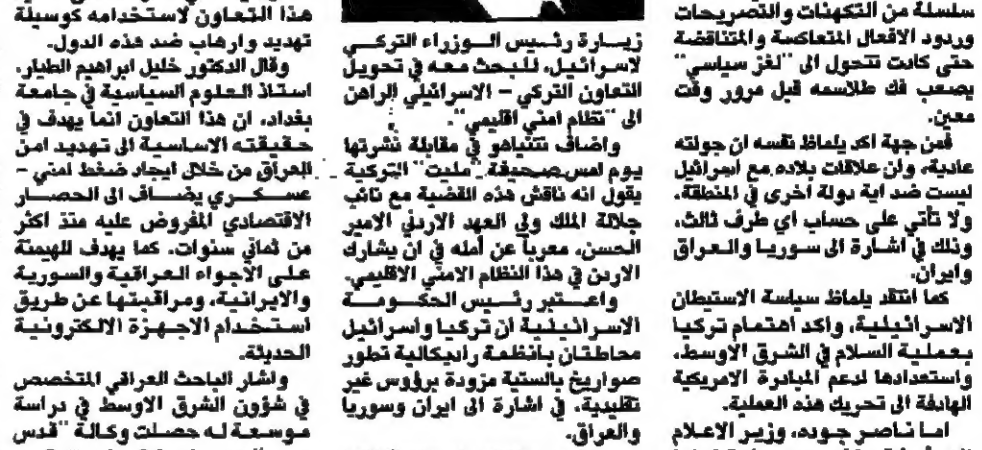 سلسلة من التكهنات والتصريحات
وردود الافعال المتعاكسة والمتناقضة
حتى كادت تتحول الى "لغز سياسي"
يصعب فك طلاسمه قبل مرور وقت
معين.
فمن جهة اكد يلماظ نفسه ان جولته
عادية، وان علاقات بلاده مع اسرائيل
ليست ضد اية دولة اخرى في المنطقة،
ولا تأتي على حساب اي طرف ثالث،
وذلك في اشارة الى سوريا والعراق
وايران.
كما انتقد يلماظ سياسة الاستيطان
الاسرائيلية، واكد اهتمام تركيا
بعملية السلام في الشرق الاوسط،
واستعدادها لدعم المبادرة الامريكية
الهادفة الى تحريك هذه العملية.
اما ناصر جوده، وزير الاعلام
زيارة رئيس الوزراء التركي
لاسرائيل، للبحث معه في تحويل
التعاون التركي – الاسرائيلي الراهن
الى "نظام امني اقليمي".
واضاف نتنياهو في مقابلة نشرتها
يوم امس صحيفة "مليت" التركية
يقول انه ناقش هذه القضية مع نائب
جلالة الملك ولي العهد الاردني الامير
الحسن، معرباً عن أمله في ان يشارك
الاردن في هذا النظام الامني الاقليمي.
واعتبر رئيس الحكومة
الاسرائيلية ان تركيا واسرائيل
محاطتان بأنظمة راديكالية تطور
صواريخ بالستية مزودة برؤوس غير
تقليدية، في اشارة الى ايران وسوريا
والعراق.
هذا التعاون لاستخدامه كوسيلة
تهديد وارهاب ضد هذه الدول.
وقال الدكتور خليل ابراهيم الطيار،
استاذ العلوم السياسية في جامعة
بغداد، ان هذا التعاون انما يهدف في
حقيقته الاساسية الى تهديد امن
العراق من خلال ايجاد ضغط امني –
عسكري يضاف الى الحصار
الاقتصادي المفروض عليه منذ اكثر
من ثماني سنوات. كما يهدف للهيمنة
على الاجواء العراقية والسورية
والايرانية، ومراقبتها عن طريق
استخدام الاجهزة الالكترونية
الحديثة.
واشار الباحث العراقي المتخصص
في شؤون الشرق الاوسط في دراسة
موسعة له حصلت وكالة "قدس